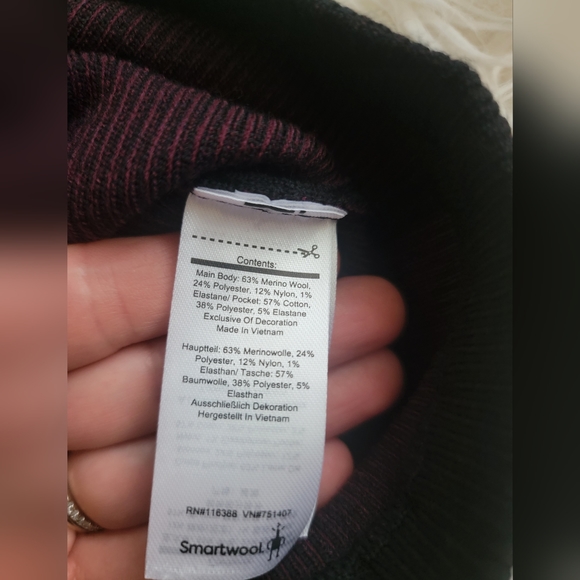 Contents:
Main Body: 63% Merino Wool,
24% Polyester, 12% Nylon, 1%
Elastane/ Pocket: 57% Cotton,
38% Polyester, 5% Elastane
Exclusive Of Decoration
Made In Vietnam
Hauptteil: 63% Merinowolle, 24%
Polyester, 12% Nylon, 1%
Elasthan/ Tasche: 57%
Baumwolle, 38% Polyester, 5%
Elasthan
Ausschließlich Dekoration
Hergestellt In Vietnam
RN#116388 VN#751407
Smartwool